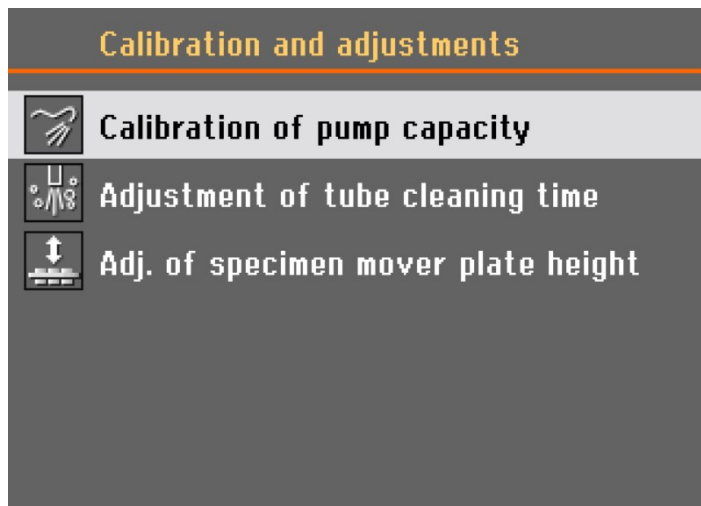 Calibration and adjustments
Calibration of pump capacity
Adjustment of tube cleaning time
Adj. of specimen mover plate height